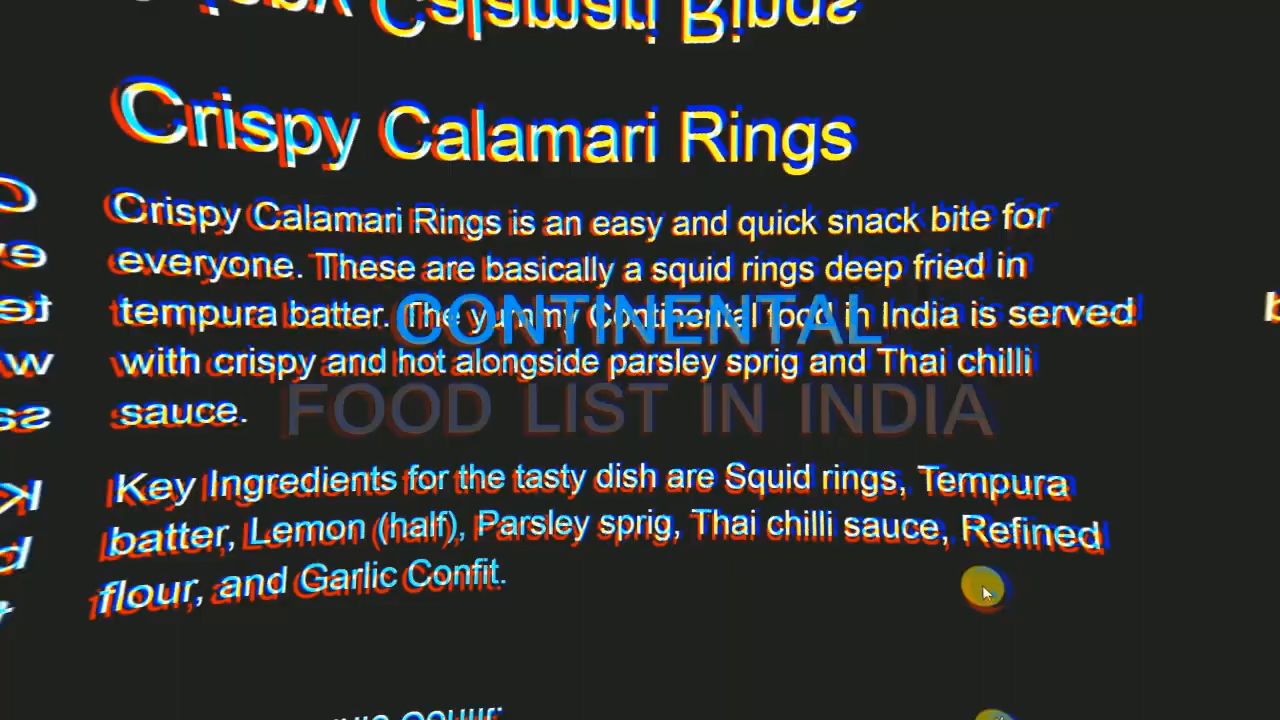 Crispy Calamari Rings
Crispy Calamari Rings
Crispy Calamari Rings is an easy and quick snack bite for
everyone. These are basically a squid rings deep fried in
tempura batter. The yummy Continental food in India is served
CONTINENTAL
with crispy and hot alongside parsley sprig and Thai chilli
sauce.
FOOD LIST IN INDIA
Key Ingredients for the tasty dish are Squid rings, Tempura
batter, Lemon (half), Parsley sprig, Thai chilli sauce, Refined
flour, and Garlic Confit.